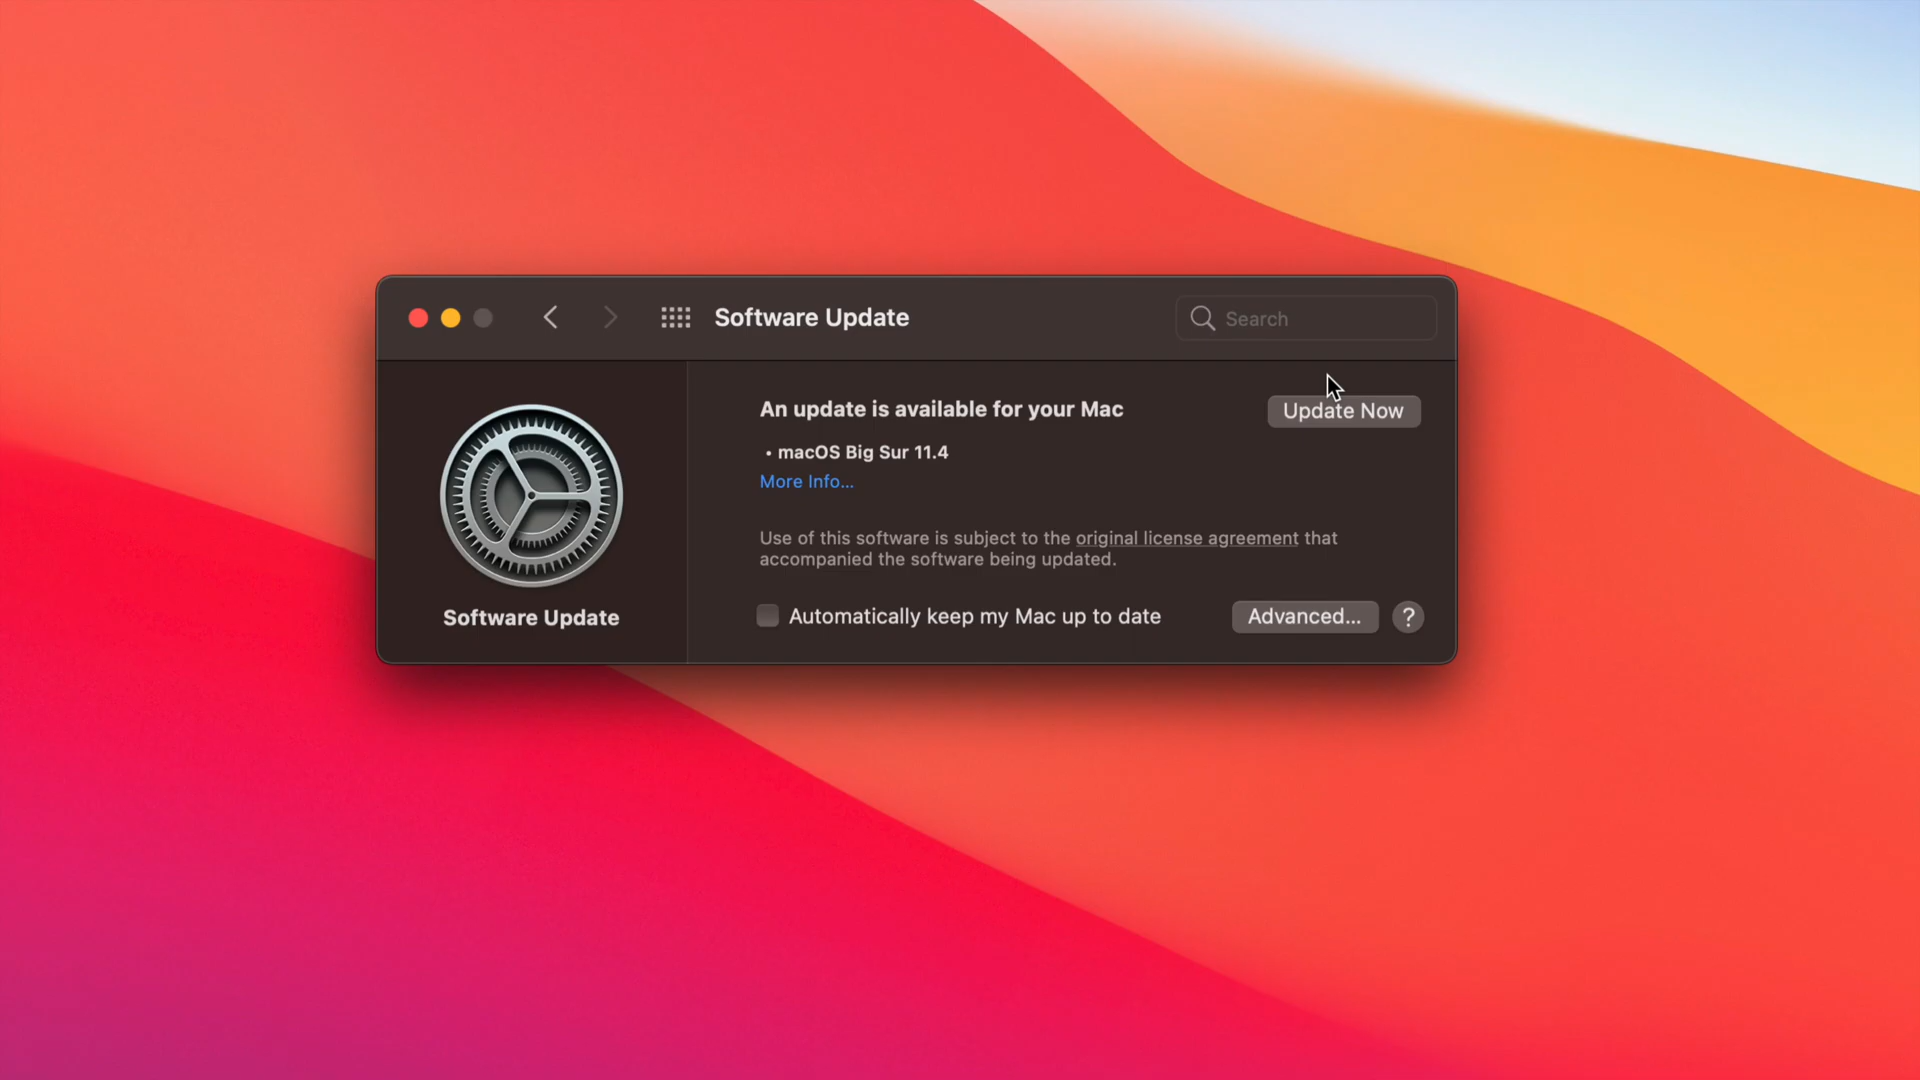 Software Update
Search
An update is available for your Mac
Update Now
• macOS Big Sur 11.4
More Info...
Use of this software is subject to the original license agreement that
accompanied the software being updated.
Software Update
Automatically keep my Mac up to date
Advanced...
?